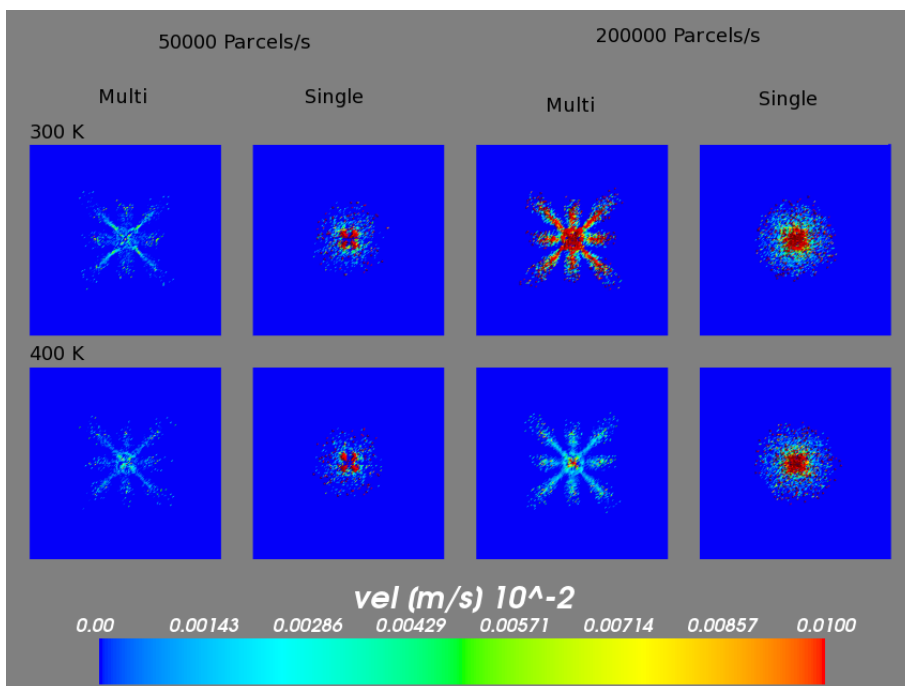 50000 Parcels/s 200000 Parcels/s
Multi Single Multi Single
300 K
400 K
vel (m/s) 10^-2
0.00 0.00143 0.00286 0.00429 0.00571 0.00714 0.00857 0.0100